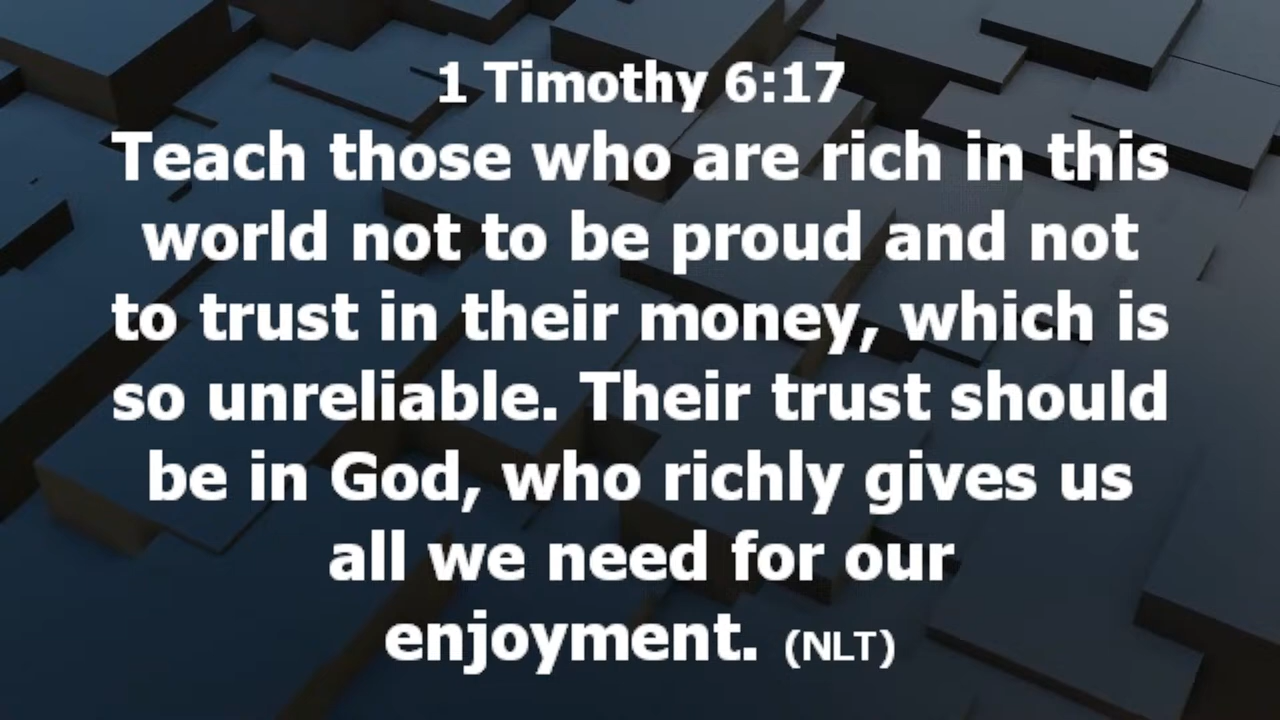 1 Timothy 6:17
Teach those who are rich in this
world not to be proud and not
to trust in their money, which is
so unreliable. Their trust should
be in God, who richly gives us
all we need for our
enjoyment. (NLT)